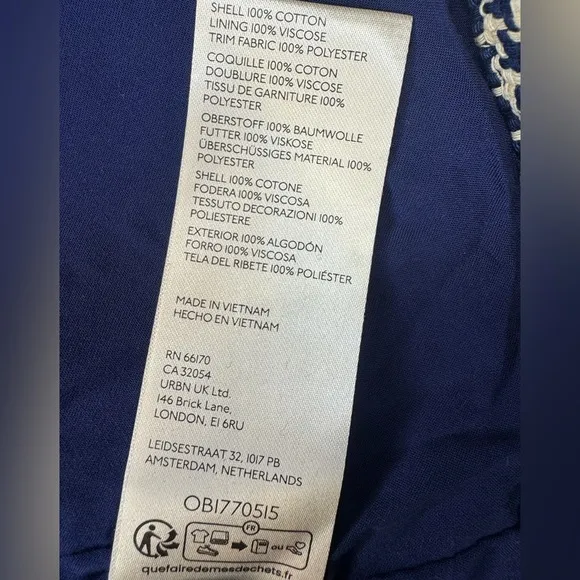 SHELL 100% COTTON
LINING 100% VISCOSE
TRIM FABRIC 100% POLYESTER
COQUILLE 100% COTON
DOUBLURE 100% VISCOSE
TISSU DE GARNITURE 100%
POLYESTER
OBERSTOFF 100% BAUMWOLLE
FUTTER 100% VISKOSE
ÜBERSCHÜSSIGES MATERIAL 100%
POLYESTER
SHELL 100% COTONE
FODERA 100% VISCOSA
TESSUTO DECORAZIONI 100%
POLIESTERE
EXTERIOR 100% ALGODÓN
FORRO 100% VISCOSA
TELA DEL RIBETE 100% POLIÉSTER
MADE IN VIETNAM
HECHO EN VIETNAM
RN 66170
CA 32054
URBN UK Ltd.
146 Brick Lane,
LONDON, E1 6RU
LEIDSESTRAAT 32, 1017 PB
AMSTERDAM, NETHERLANDS
OB1770515
FR
ou
quefairedemesdechets.fr